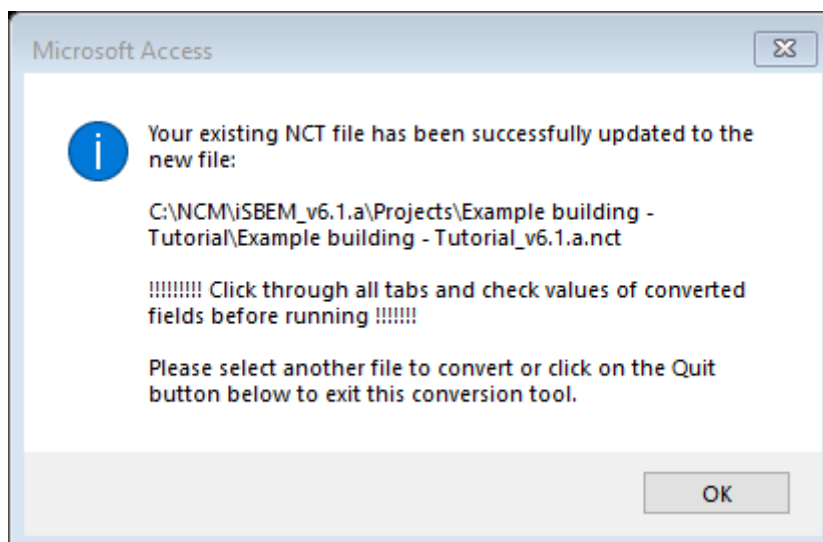 Microsoft Access
Your existing NCT file has been successfully updated to the
new file:
C:\NCM\iSBEM_v6.1.a\Projects\Example building -
Tutorial\Example building - Tutorial_v6.1.a.nct
!!!!!!!!! Click through all tabs and check values of converted
fields before running !!!!!!!
Please select another file to convert or click on the Quit
button below to exit this conversion tool.
OK